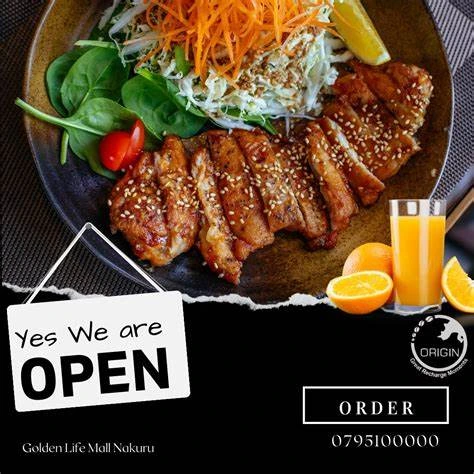 Yes We are
OPEN
ORIGIN
Great Recharge Moments
ORDER
0795100000
Golden Life Mall Nakuru